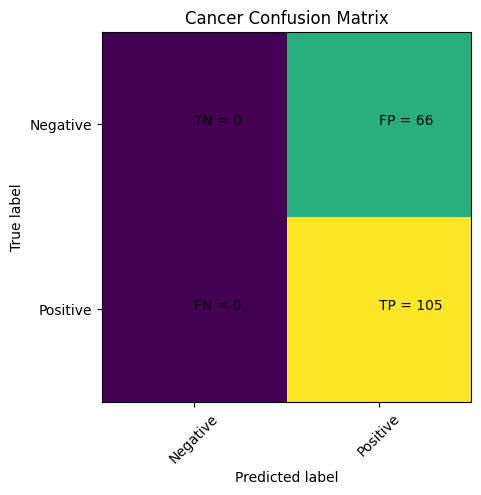 Cancer Confusion Matrix
Negative
TN = 0
FP = 66
True label
Positive
FN = 0
TP = 105
Negative
Positive
Predicted label